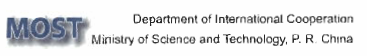 MOST
Department of International Cooperation
Ministry of Science and Technology, P. R. China